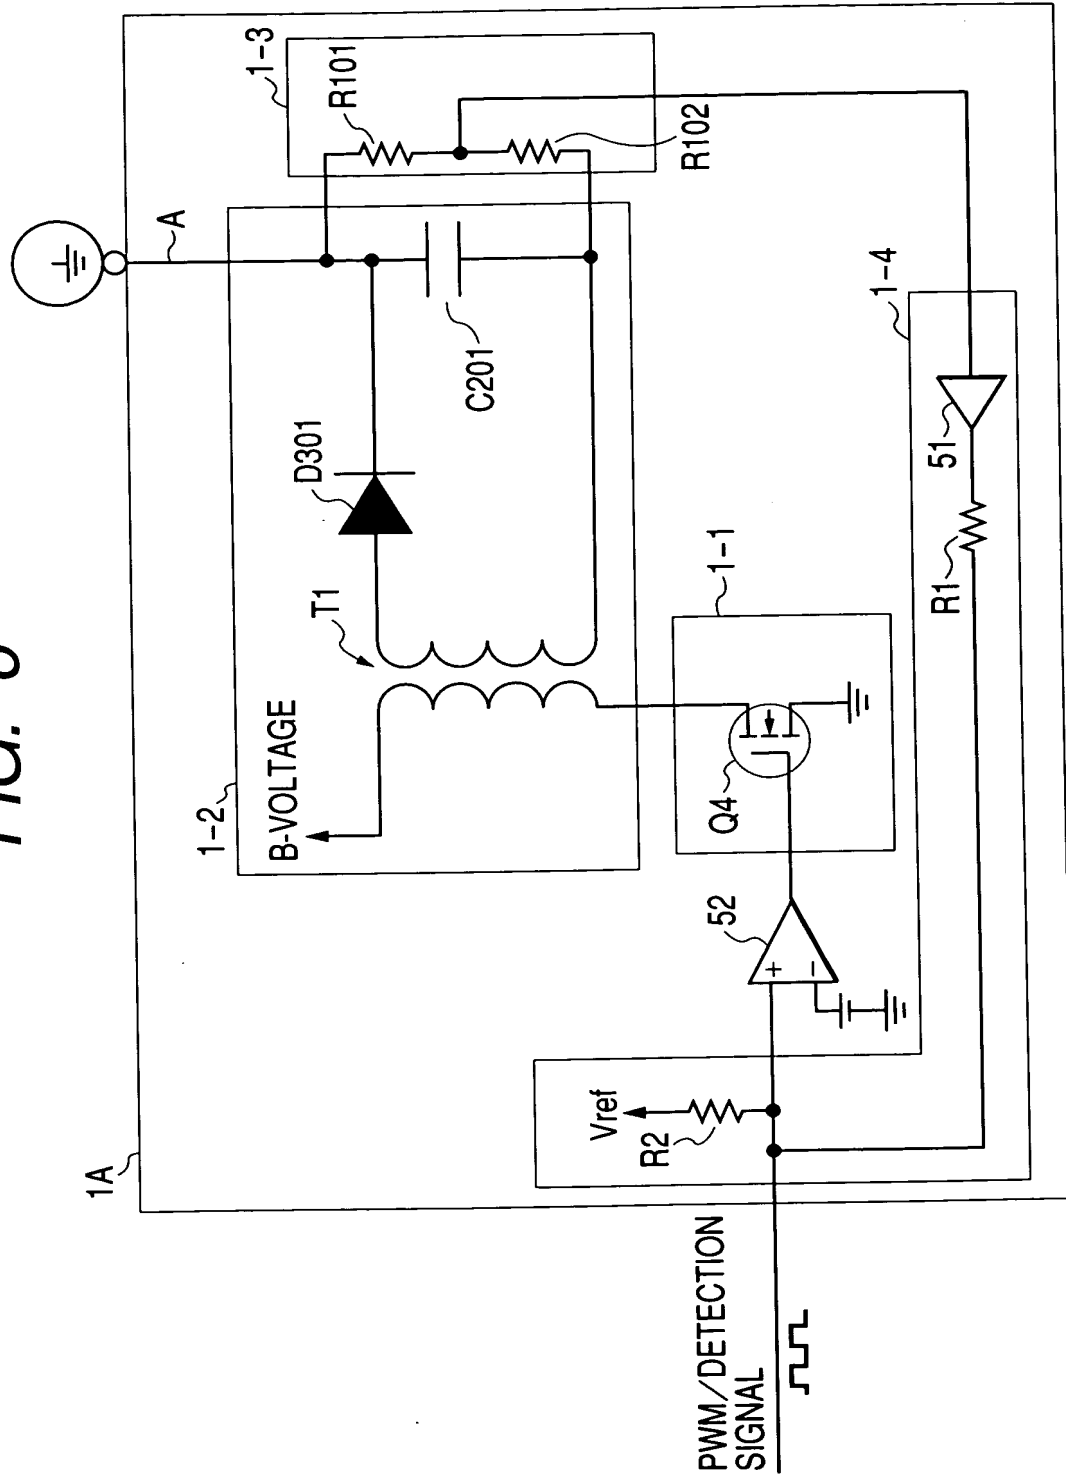 FIG.
1A
1-2
1-3
B-VOLTAGE
T1
D301
R101
A
C201
R102
Vref
R2
52
+
−
Q4
1-1
1-4
PWM/DETECTION
SIGNAL
R1
51